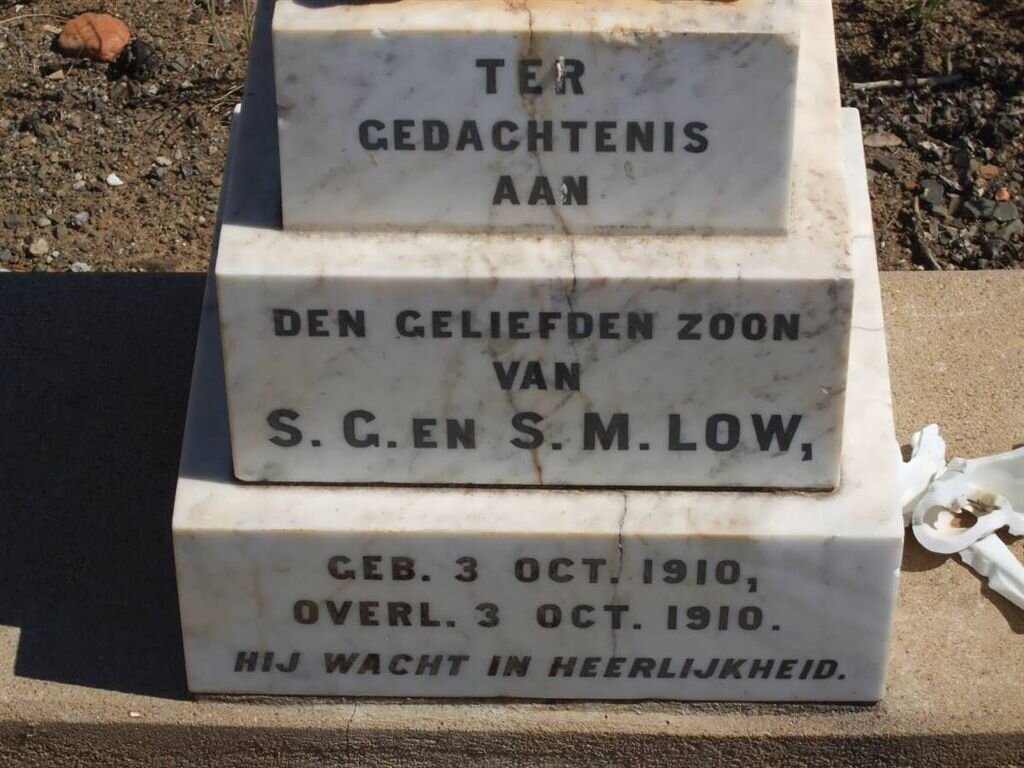 TER
GEDACHTENIS
AAN
DEN GELIEFDEN ZOON
VAN
S. G. EN S. M. LOW,
GEB. 3 OCT. 1910,
OVERL. 3 OCT. 1910.
HIJ WACHT IN HEERLIJKHEID.